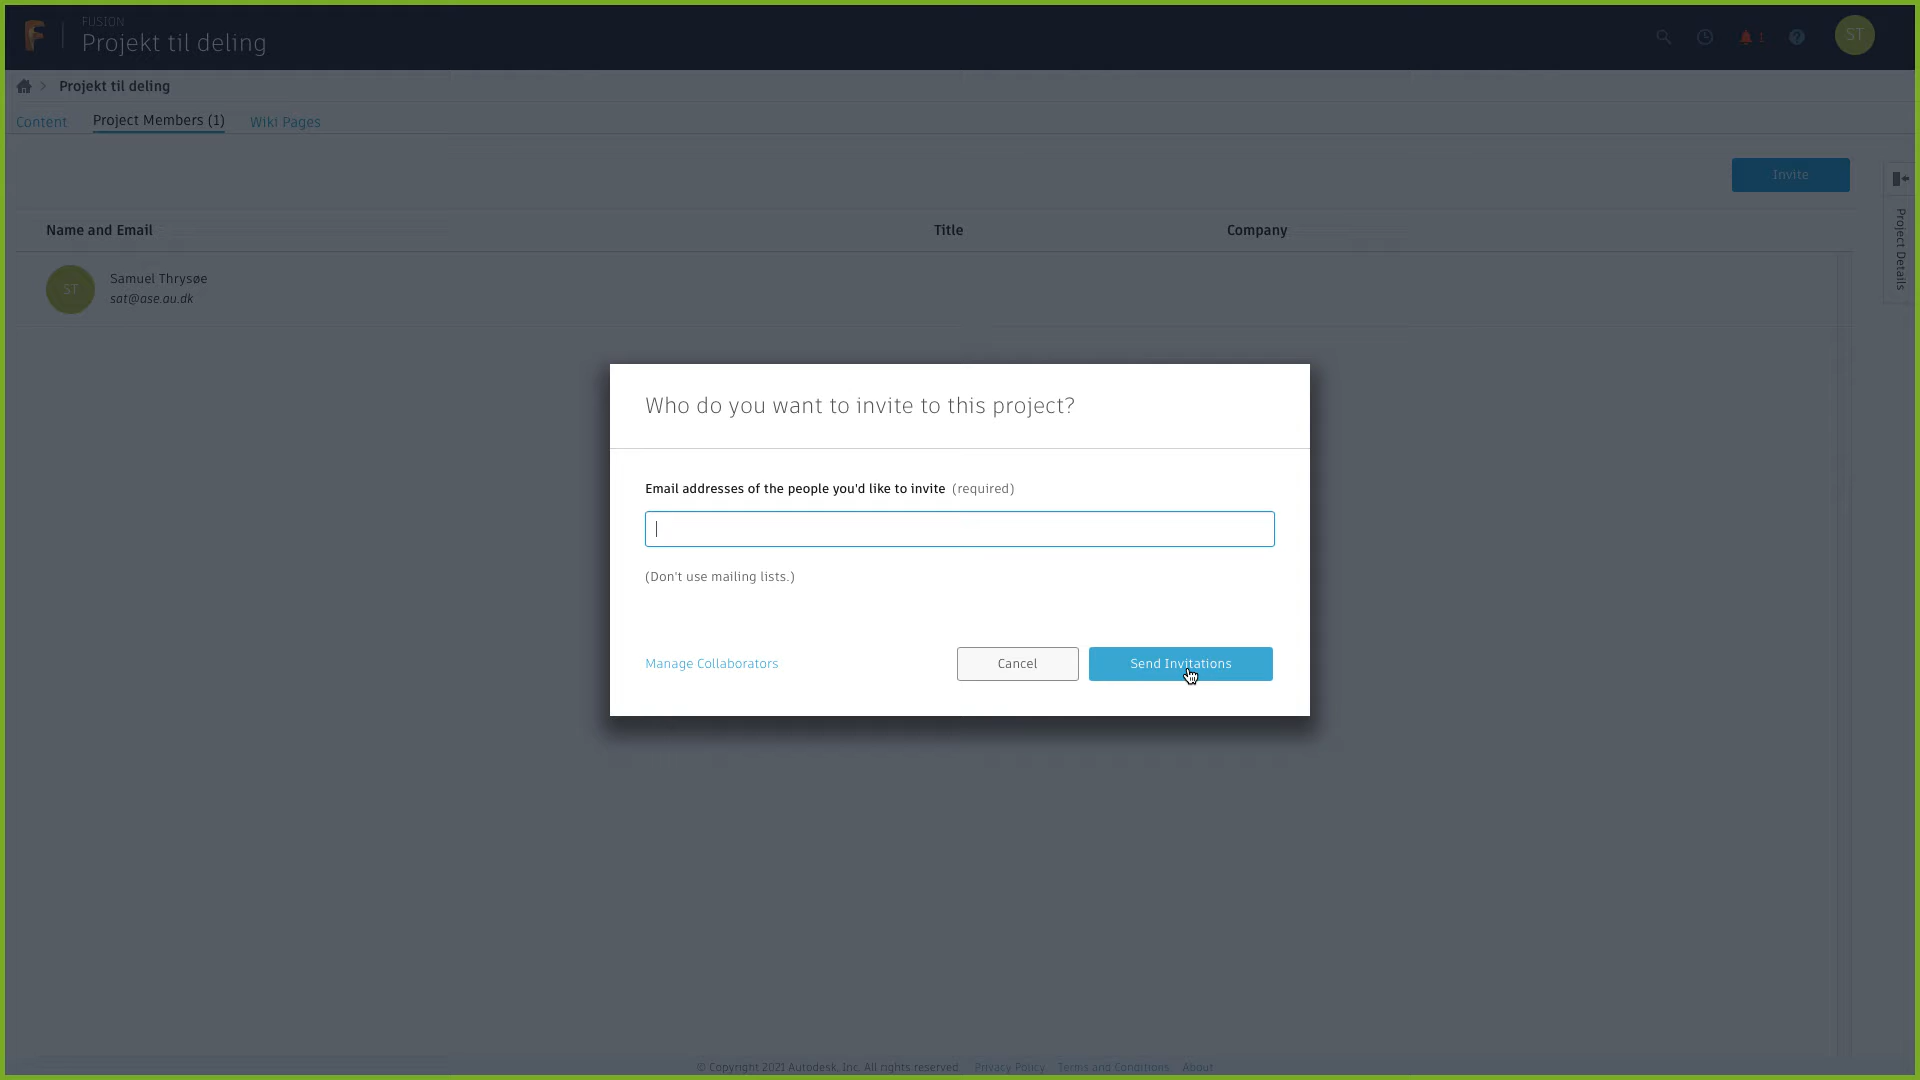 FUSION
Projekt til deling
1
ST
Projekt til deling
Content
Project Members (1)
Wiki Pages
Invite
Project Details
Name and Email
Title
Company
ST
Samuel Thrysøe
sat@ase.au.dk
Who do you want to invite to this project?
Email addresses of the people you'd like to invite (required)
(Don't use mailing lists.)
Manage Collaborators
Cancel
Send Invitations
© Copyright 2021 Autodesk, Inc. All rights reserved. Privacy Policy. Terms and Conditions. About